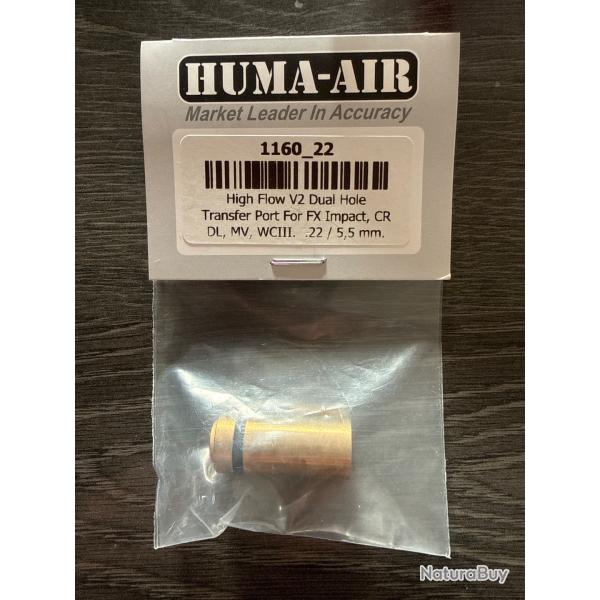 HUMA-AIR
Market Leader In Accuracy
1160_22
High Flow V2 Dual Hole
Transfer Port For FX Impact, CR
DL, MV, WCIII. .22 / 5,5 mm.
NaturaBuy